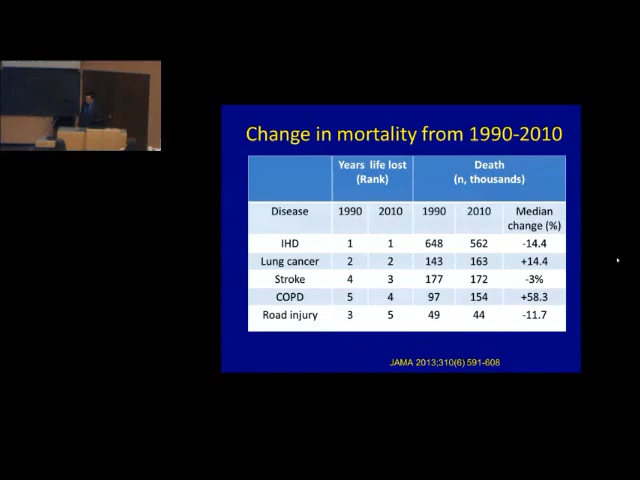 Change in mortality from 1990-2010
Years life lost (Rank) Death (n, thousands)
Disease 1990 2010 1990 2010 Median change (%)
IHD 1 1 648 562 -14.4
Lung cancer 2 2 143 163 +14.4
Stroke 4 3 177 172 -3%
COPD 5 4 97 154 +58.3
Road injury 3 5 49 44 -11.7
JAMA 2013;310(6) 591-608